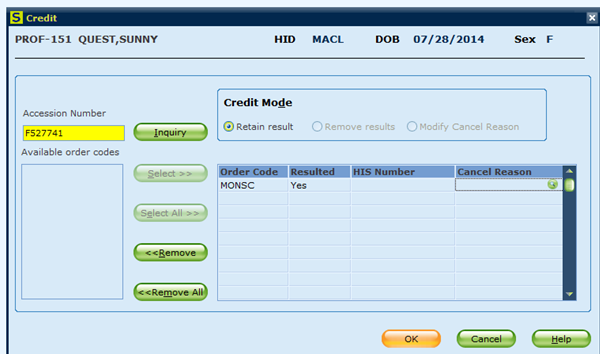 S Credit
PROF-151 QUEST,SUNNY HID MACL DOB 07/28/2014 Sex F
Credit Mode
Accession Number
F527741 Inquiry Retain result Remove results Modify Cancel Reason
Available order codes
Select >> Order Code Resulted HIS Number Cancel Reason
MONSC Yes
Select All >>
<<Remove
<<Remove All
OK Cancel Help